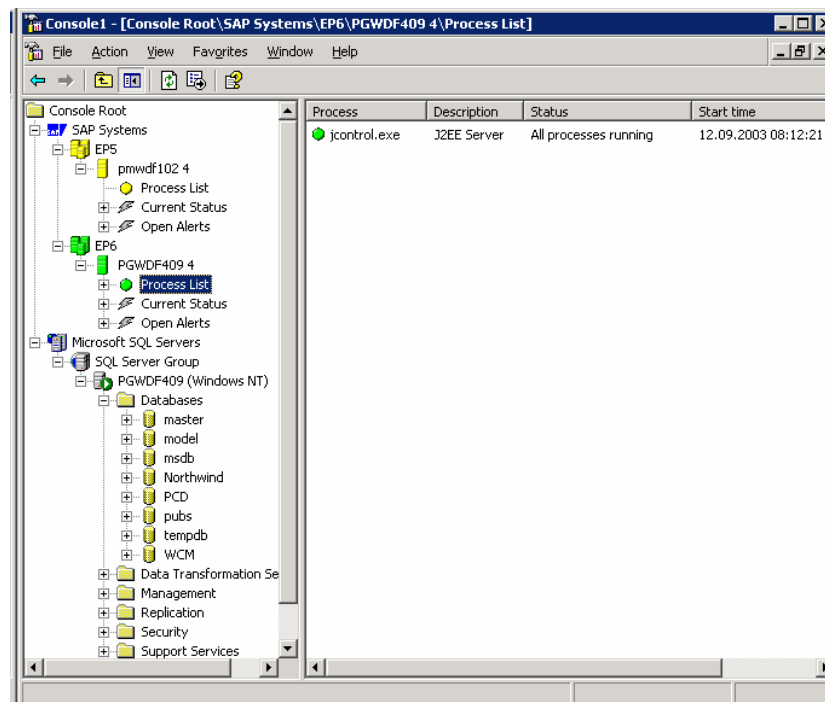 Console1 - [Console Root\SAP Systems\EP6\PGWDF409 4\Process List]
File Action View Favorites Window Help
Console Root
SAP Systems
EP5
pmwdf102 4
Process List
Current Status
Open Alerts
EP6
PGWDF409 4
Process List
Current Status
Open Alerts
Microsoft SQL Servers
SQL Server Group
PGWDF409 (Windows NT)
Databases
master
model
msdb
Northwind
PCD
pubs
tempdb
WCM
Data Transformation Se
Management
Replication
Security
Support Services
Process Description Status Start time
jcontrol.exe J2EE Server All processes running 12.09.2003 08:12:21